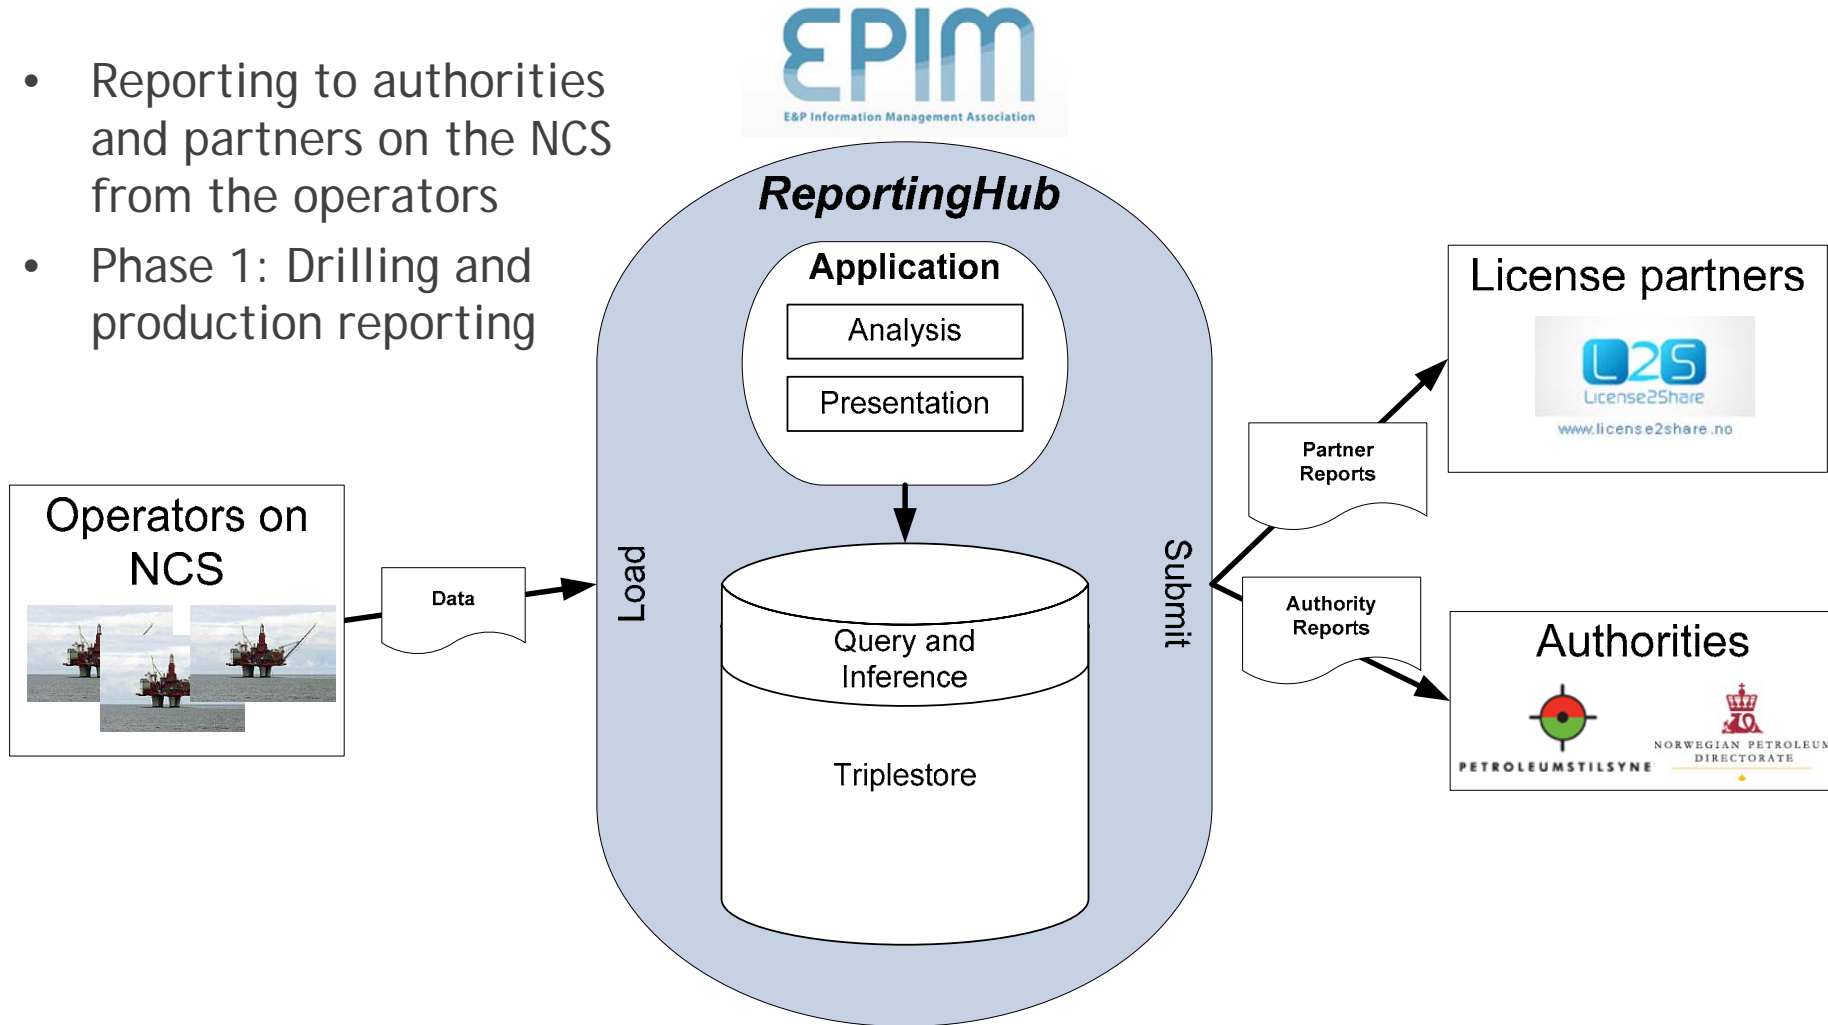 • Reporting to authorities
and partners on the NCS
from the operators
• Phase 1: Drilling and
production reporting
EPIM
E&P Information Management Association
ReportingHub
Application
Analysis
Presentation
Operators on
NCS
Data
Load
Query and
Inference
Triplestore
Submit
Partner
Reports
Authority
Reports
License partners
L2S
License2Share
www.license2share.no
Authorities
PETROLEUMSTILSYNE
NORWEGIAN PETROLEUM
DIRECTORATE